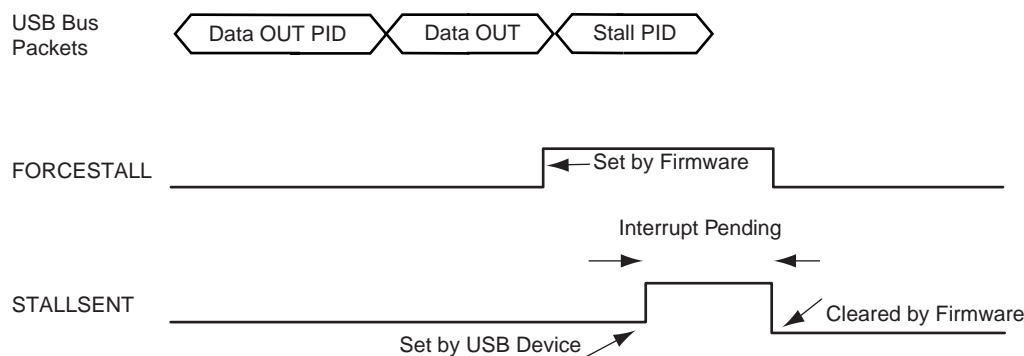 USB Bus
Packets
Data OUT PID
Data OUT
Stall PID
FORCESTALL
Set by Firmware
Interrupt Pending
STALLSENT
Cleared by Firmware
Set by USB Device